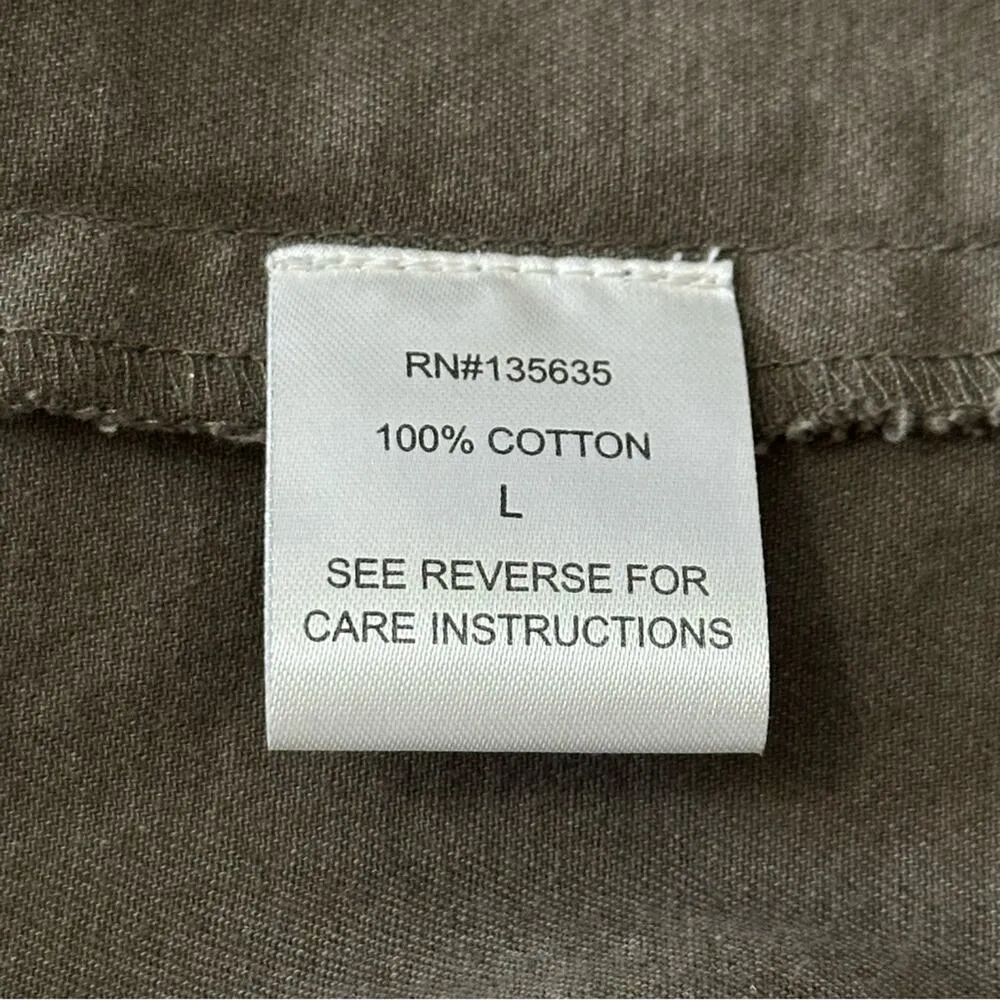 RN#135635
100% COTTON
L
SEE REVERSE FOR
CARE INSTRUCTIONS